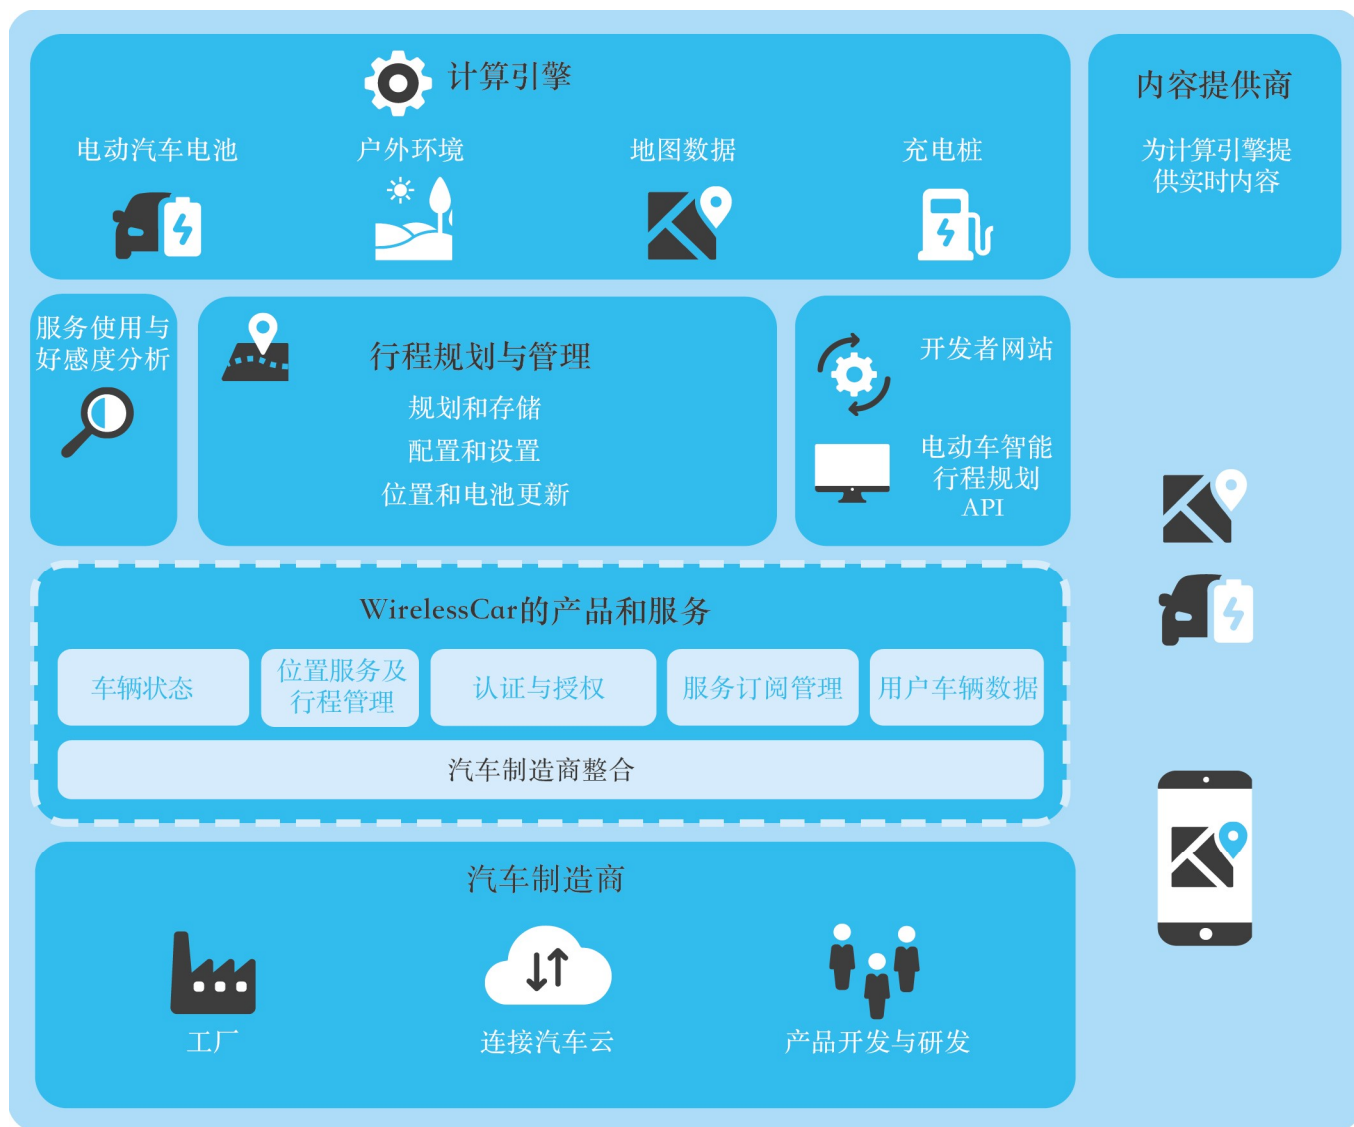 计算引擎
电动汽车电池
户外环境
地图数据
充电桩
内容提供商
为计算引擎提
供实时内容
服务使用与
好感度分析
行程规划与管理
规划和存储
配置和设置
位置和电池更新
开发者网站
电动车智能
行程规划
API
WirelessCar的产品和服务
车辆状态
位置服务及
行程管理
认证与授权
服务订阅管理
用户车辆数据
汽车制造商整合
汽车制造商
工厂
连接汽车云
产品开发与研发